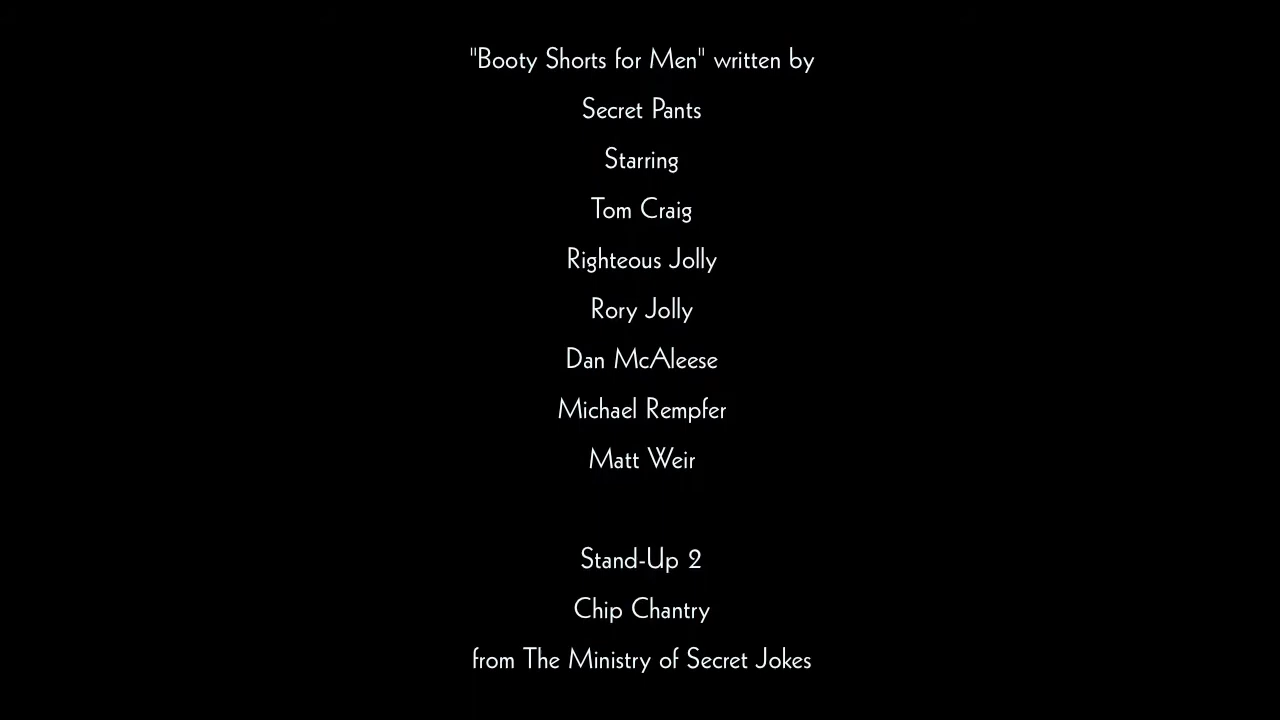 "Booty Shorts for Men" written by
Secret Pants
Starring
Tom Craig
Righteous Jolly
Rory Jolly
Dan McAleese
Michael Rempfer
Matt Weir
Stand-Up 2
Chip Chantry
from The Ministry of Secret Jokes